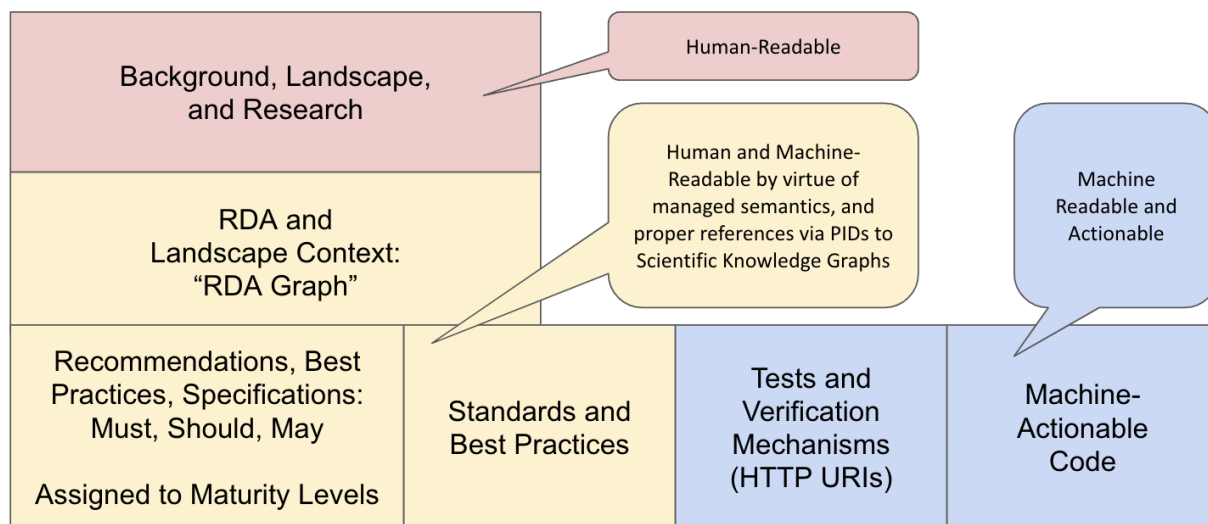 Background, Landscape,
and Research
Human-Readable
RDA and
Landscape Context:
“RDA Graph”
Human and Machine-
Readable by virtue of
managed semantics, and
proper references via PIDs to
Scientific Knowledge Graphs
Machine
Readable and
Actionable
Recommendations, Best
Practices, Specifications:
Must, Should, May
Assigned to Maturity Levels
Standards and
Best Practices
Tests and
Verification
Mechanisms
(HTTP URIs)
Machine-
Actionable
Code